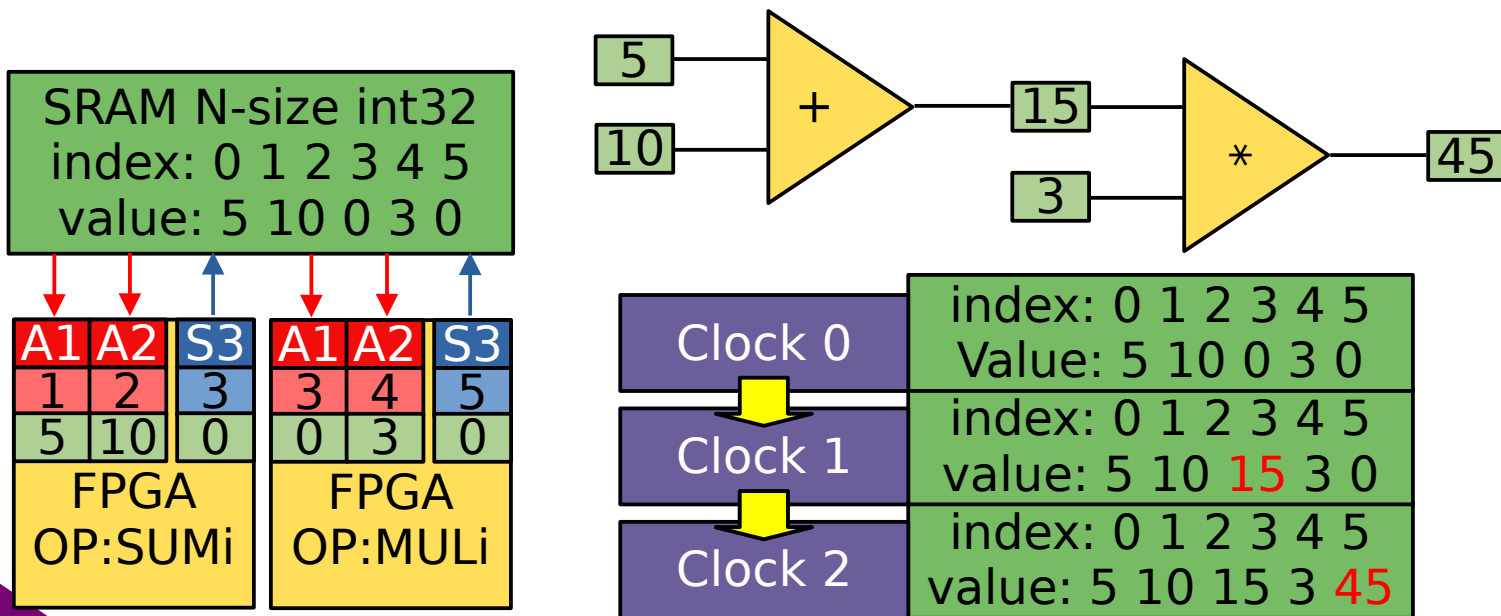 SRAM N-size int32
index: 0 1 2 3 4 5
value: 5 10 0 3 0
A1 A2 S3
1 2 3
5 10 0
FPGA
OP:SUMi
A1 A2 S3
3 4 5
0 3 0
FPGA
OP:MULi
5
10
+
15
3
*
45
Clock 0
index: 0 1 2 3 4 5
Value: 5 10 0 3 0
Clock 1
index: 0 1 2 3 4 5
value: 5 10 15 3 0
Clock 2
index: 0 1 2 3 4 5
value: 5 10 15 3 45